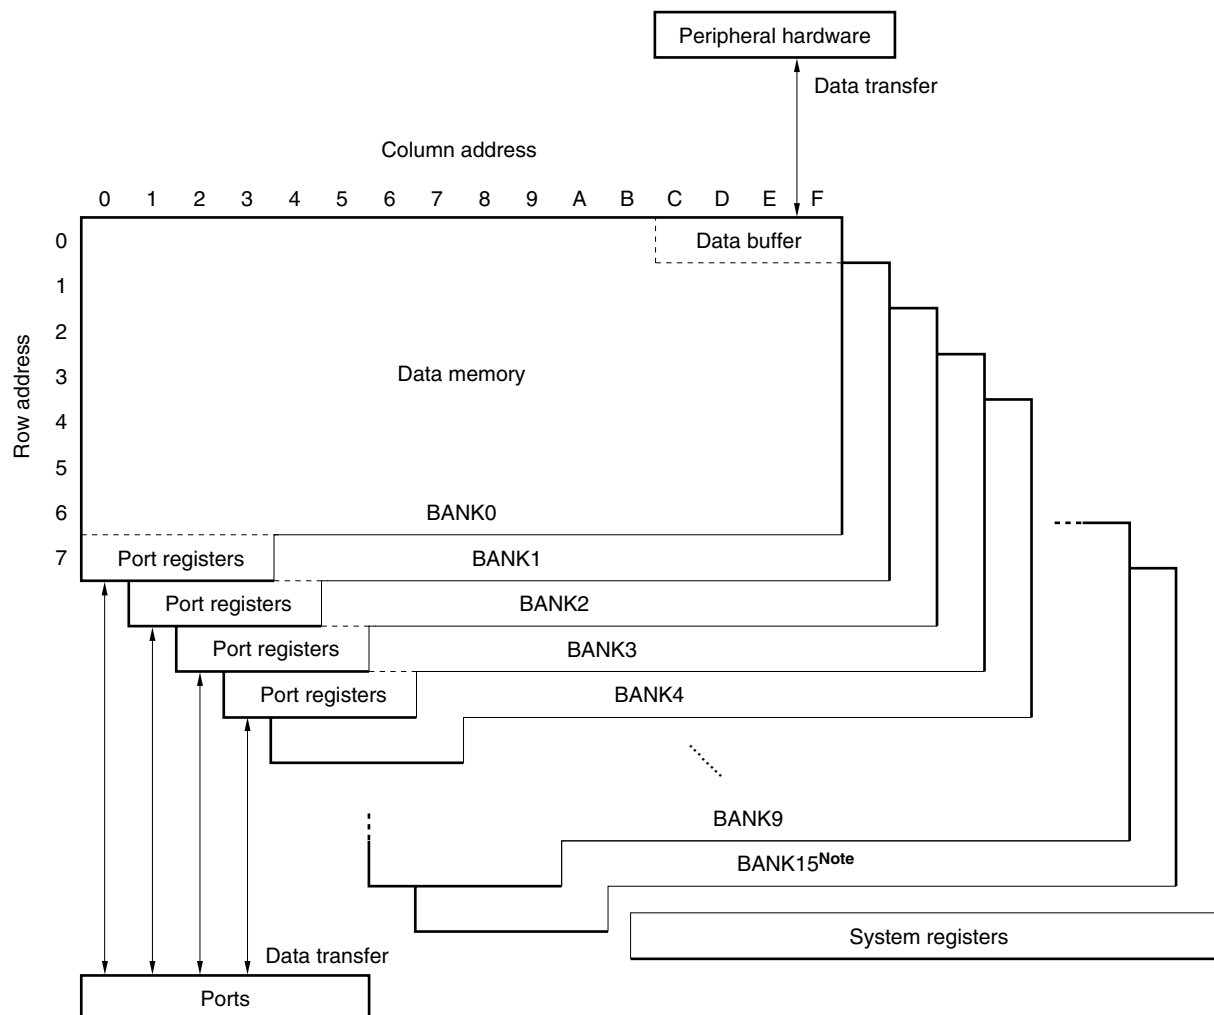 Peripheral hardware
Data transfer
Column address
0 1 2 3 4 5 6 7 8 9 A B C D E F
0 Data buffer
1
2
Row address
3 Data memory
4
5
6 BANK0
7 Port registers BANK1
Port registers BANK2
Port registers BANK3
Port registers BANK4
BANK9
BANK15Note
System registers
Data transfer
Ports